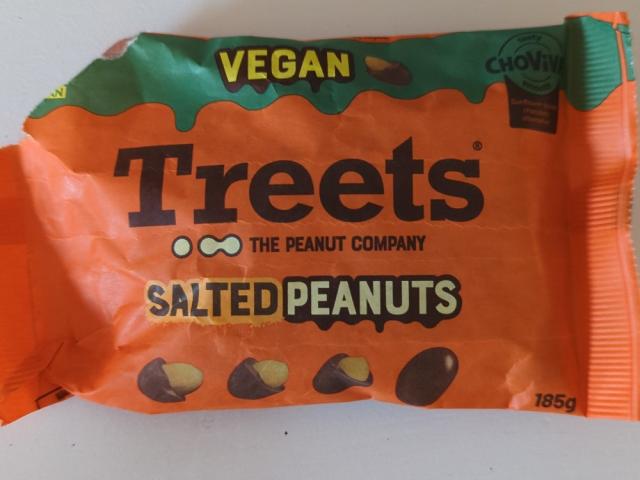 VEGAN
CHOViVA
Treets®
THE PEANUT COMPANY
SALTED PEANUTS
185g